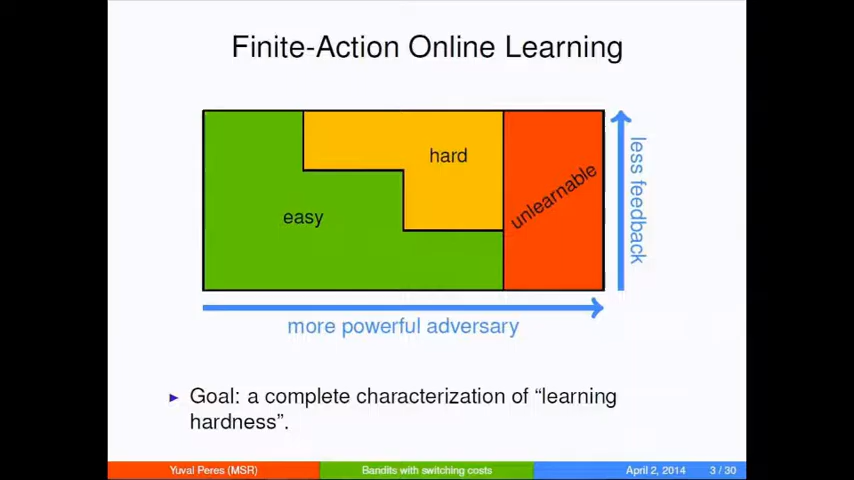 Finite-Action Online Learning
hard
easy
unlearnable
less feedback
more powerful adversary
► Goal: a complete characterization of “learning
hardness”.
Yuval Peres (MSR) Bandits with switching costs April 2, 2014 3 / 30